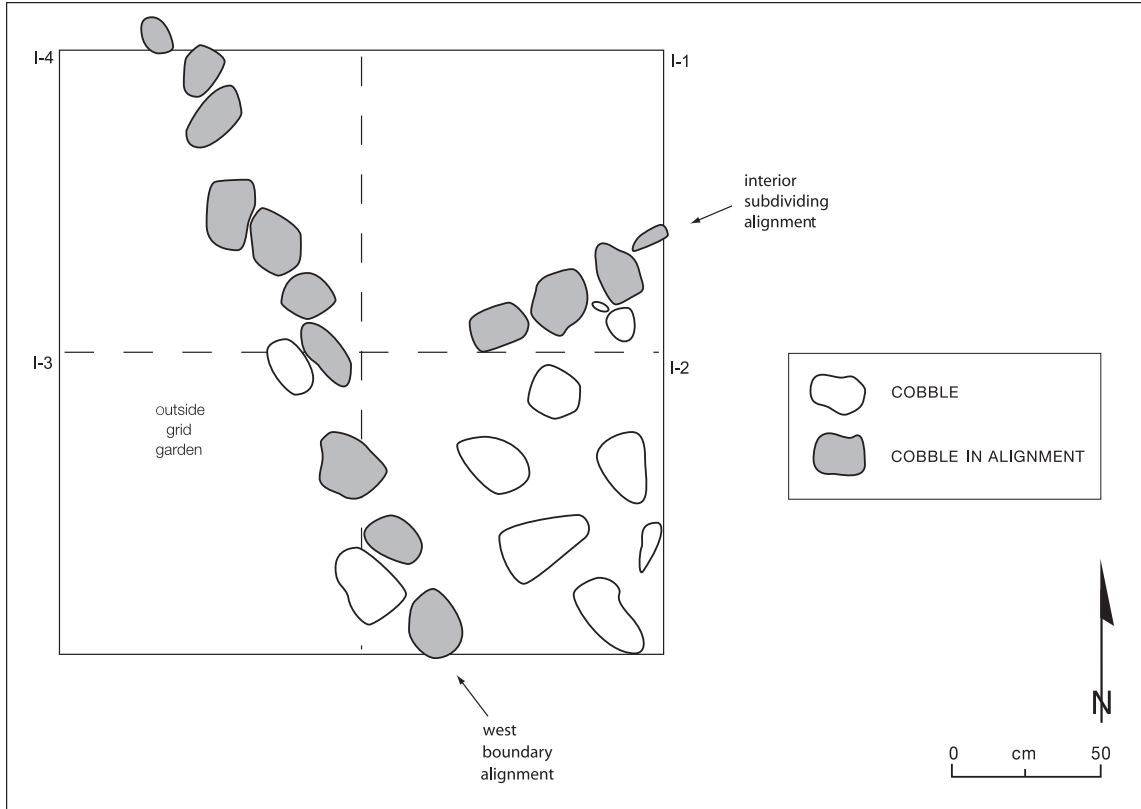 I-4
I-1
interior
subdividing
alignment
I-3
I-2
outside
grid
garden
COBBLE
COBBLE IN ALIGNMENT
west
boundary
alignment
N
0 cm 50